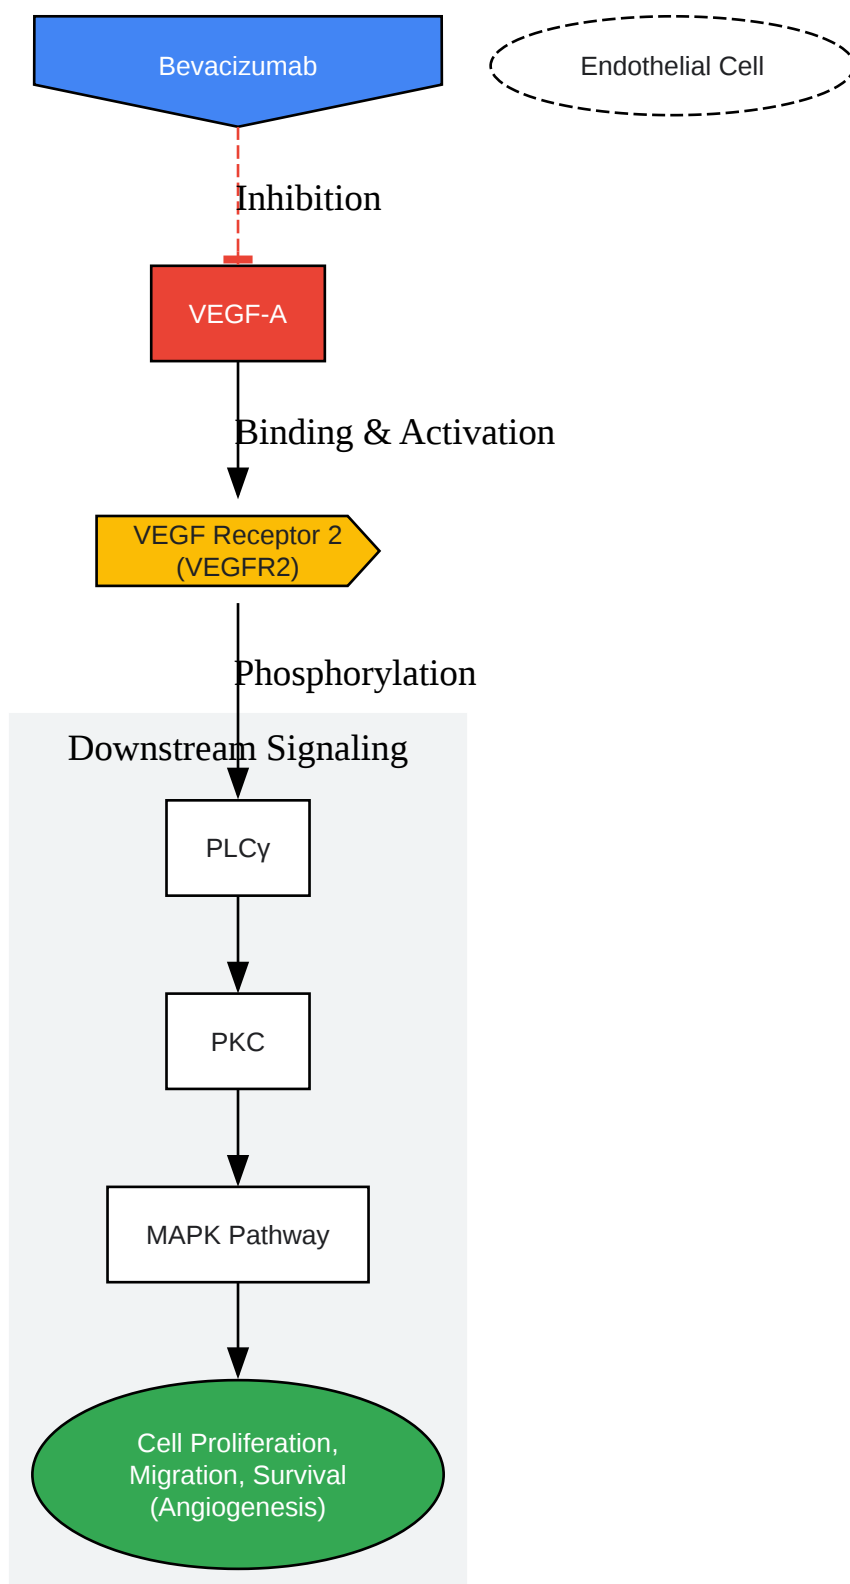 Bevacizumab
Endothelial Cell
Inhibition
VEGF-A
Binding & Activation
VEGF Receptor 2
(VEGFR2)
Phosphorylation
Downstream Signaling
PLCγ
PKC
MAPK Pathway
Cell Proliferation,
Migration, Survival
(Angiogenesis)